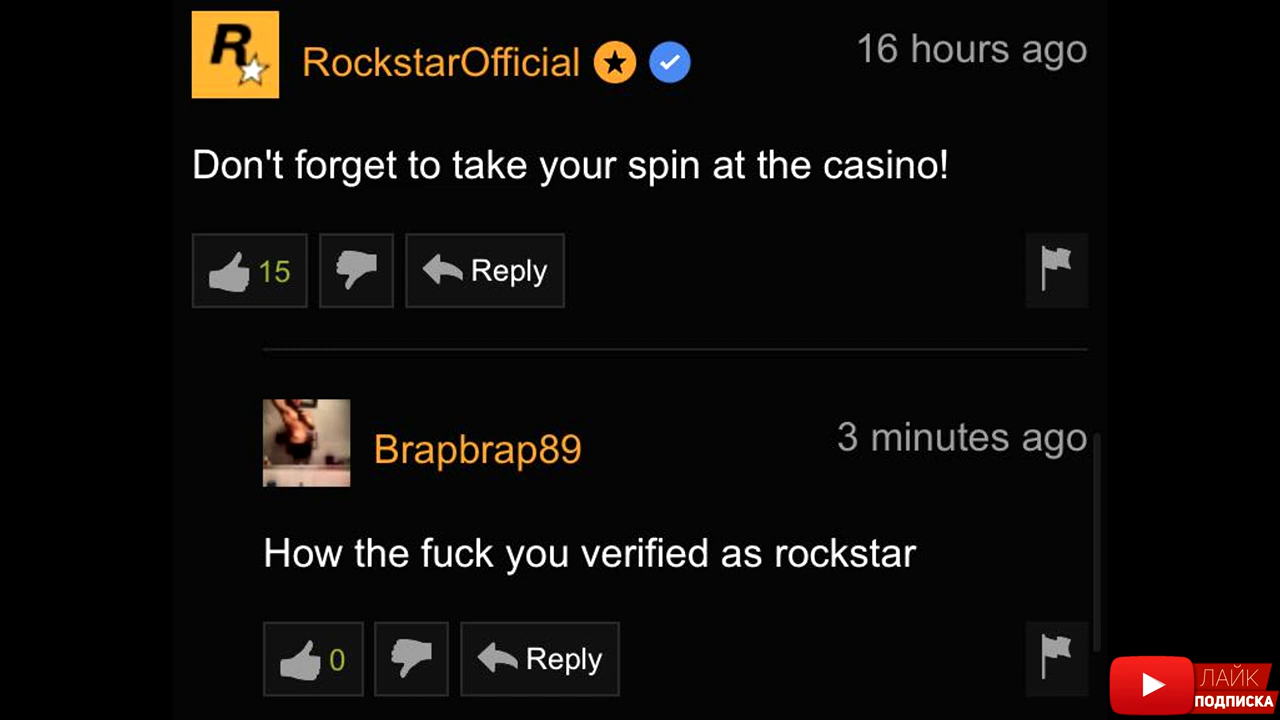 R
RockstarOfficial
16 hours ago
Don't forget to take your spin at the casino!
15
Reply
Brapbrap89
3 minutes ago
How the fuck you verified as rockstar
0
Reply
ЛАЙК
ПОДПИСКА